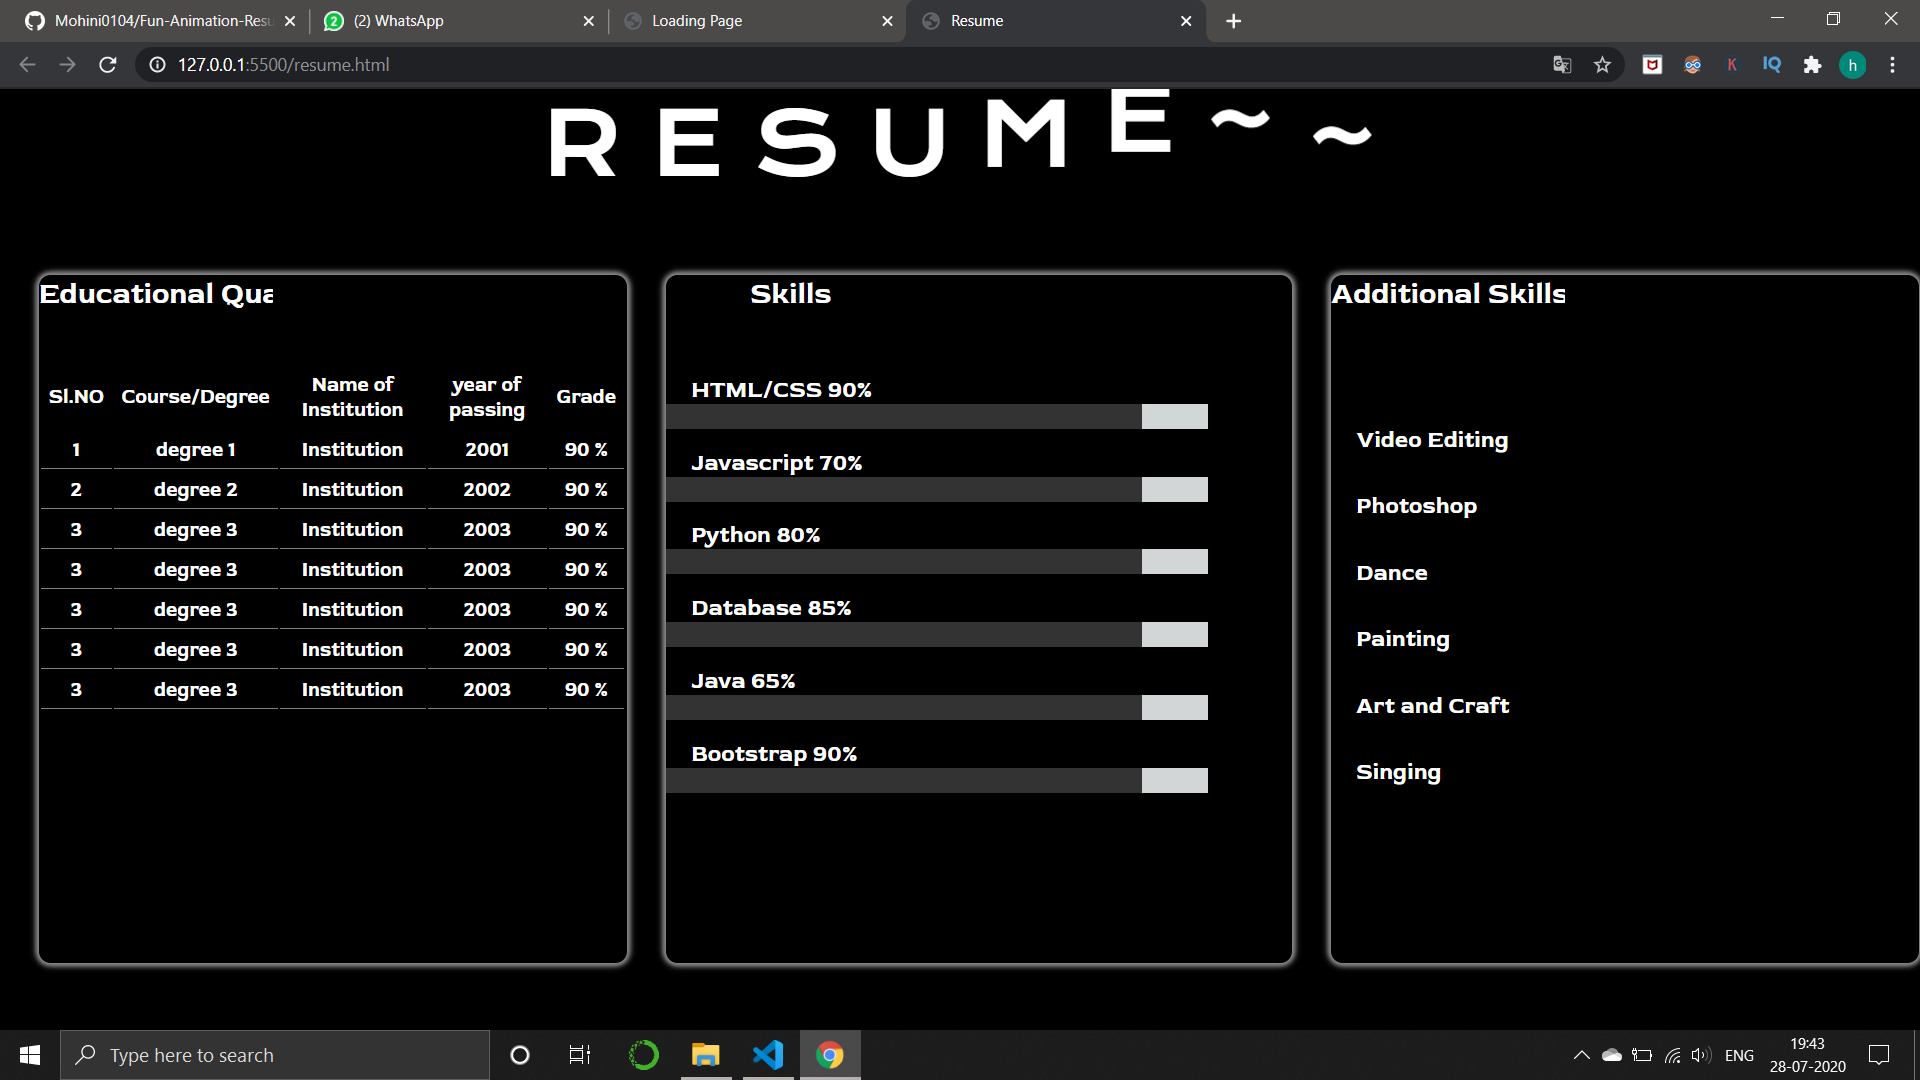 Mohini0104/Fun-Animation-Resu
(2) WhatsApp
Loading Page
Resume
127.0.0.1:5500/resume.html
K
IQ
h
R E S U M E ~ ~
Educational Qua
Sl.NO Course/Degree Name of Institution year of passing Grade
1 degree 1 Institution 2001 90 %
2 degree 2 Institution 2002 90 %
3 degree 3 Institution 2003 90 %
3 degree 3 Institution 2003 90 %
3 degree 3 Institution 2003 90 %
3 degree 3 Institution 2003 90 %
3 degree 3 Institution 2003 90 %
Skills
HTML/CSS 90%
Javascript 70%
Python 80%
Database 85%
Java 65%
Bootstrap 90%
Additional Skills
Video Editing
Photoshop
Dance
Painting
Art and Craft
Singing
Type here to search
ENG
19:43
28-07-2020